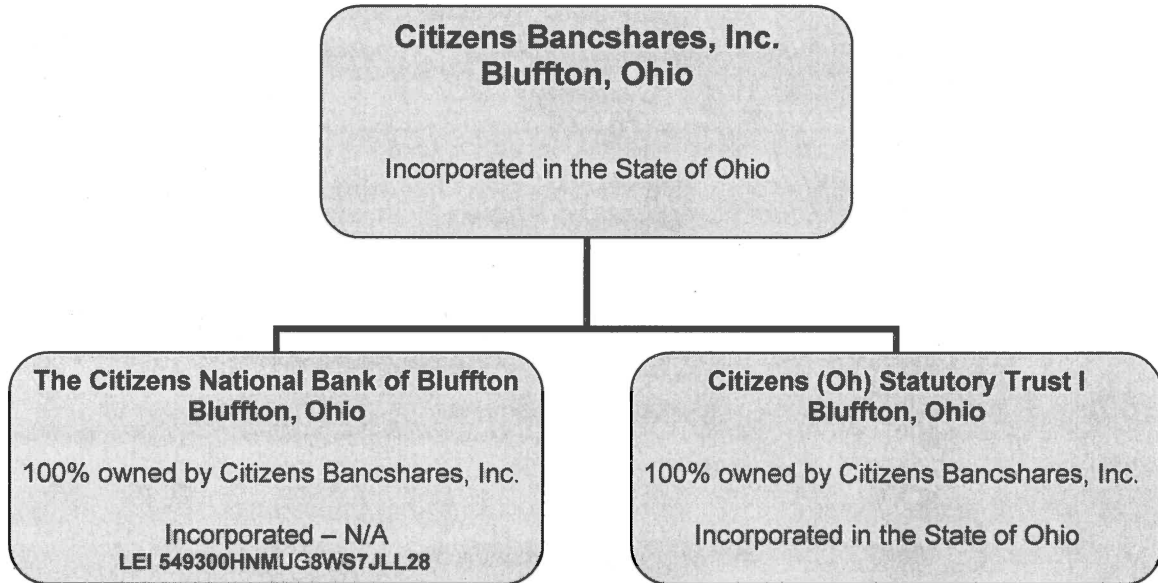 Citizens Bancshares, Inc.
Bluffton, Ohio
Incorporated in the State of Ohio
The Citizens National Bank of Bluffton
Bluffton, Ohio
100% owned by Citizens Bancshares, Inc.
Incorporated – N/A
LEI 549300HNMUG8WS7JLL28
Citizens (Oh) Statutory Trust I
Bluffton, Ohio
100% owned by Citizens Bancshares, Inc.
Incorporated in the State of Ohio